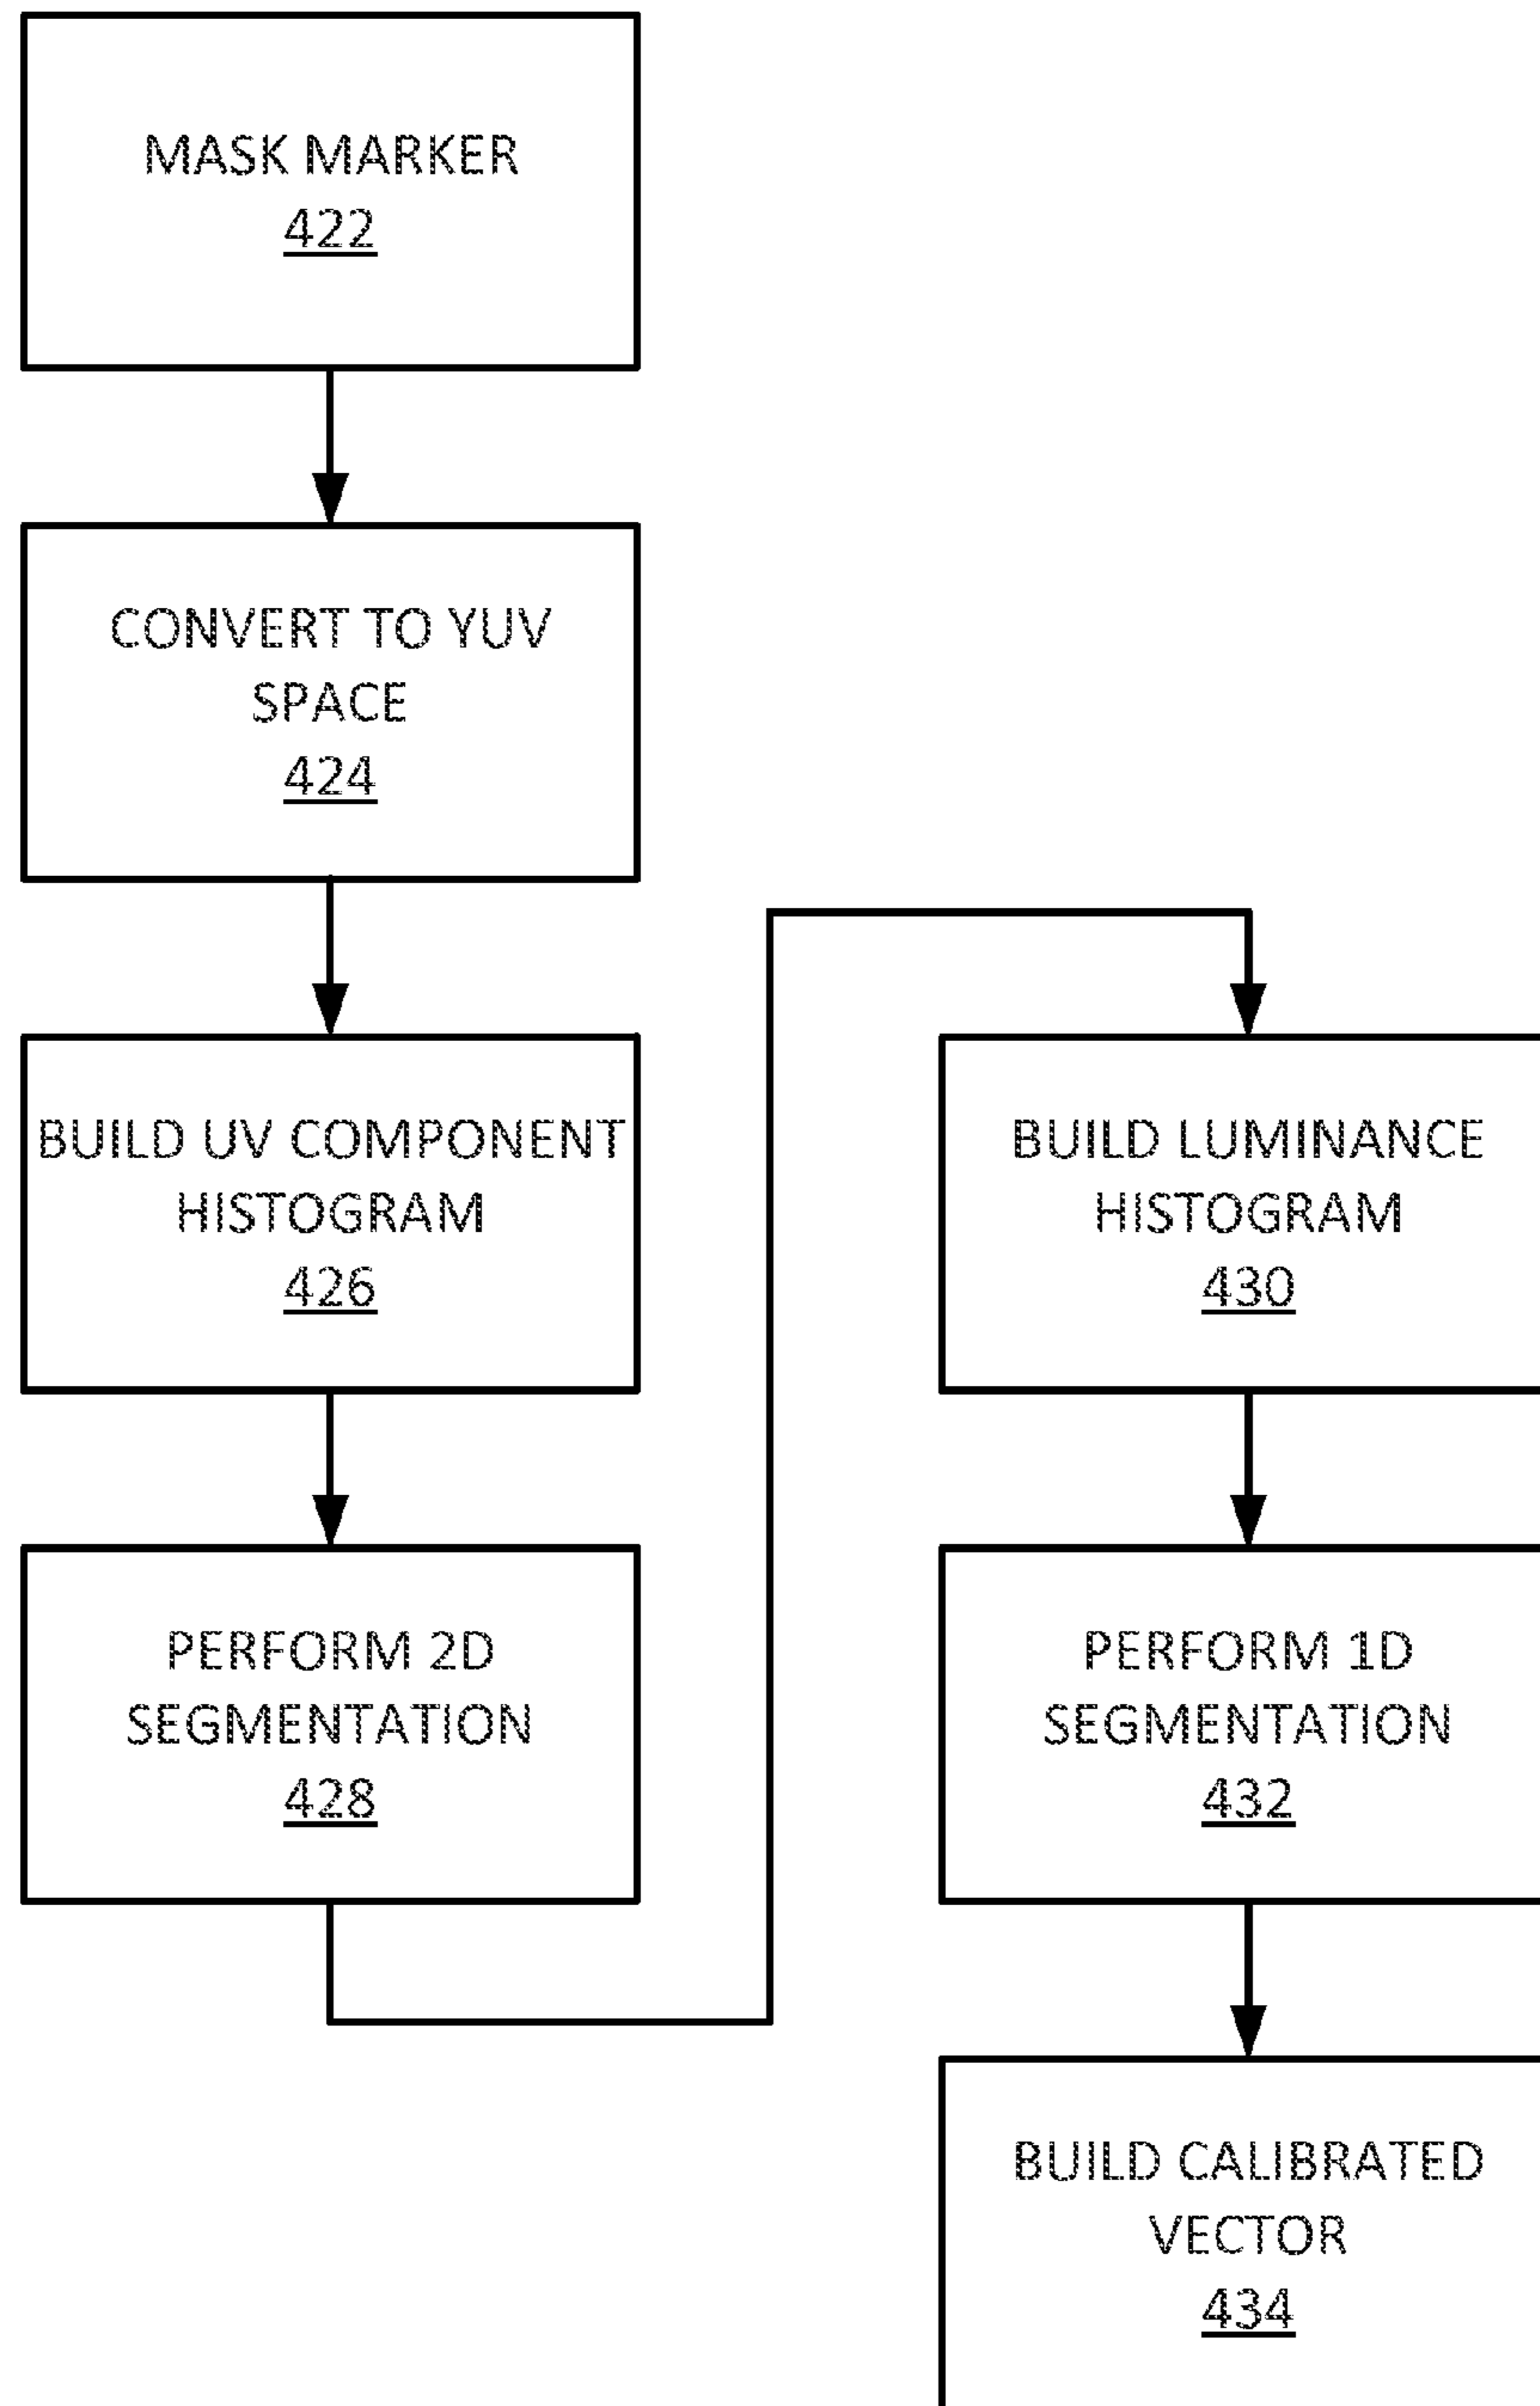 MASK MARKER
422
CONVERT TO YUV
SPACE
424
BUILD UV COMPONENT
HISTOGRAM
426
PERFORM 2D
SEGMENTATION
428
BUILD LUMINANCE
HISTOGRAM
430
PERFORM 1D
SEGMENTATION
432
BUILD CALIBRATED
VECTOR
434